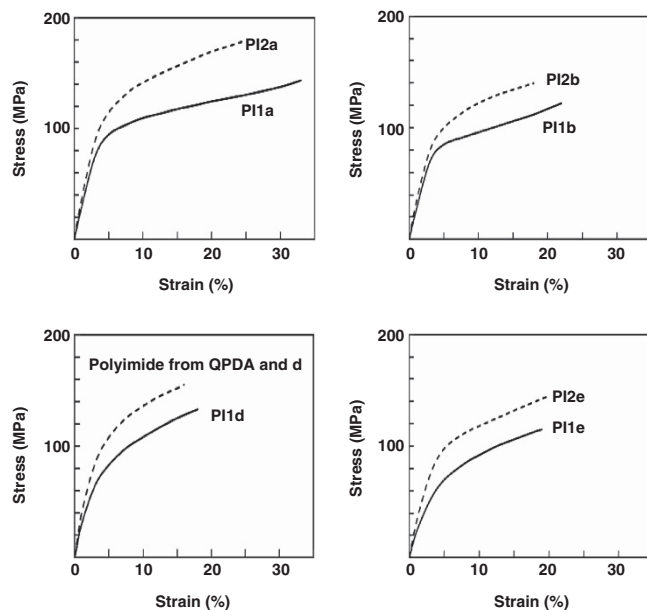 200
PI2a
PI1a
100
0
0 10 20 30
Stress (MPa)
Strain (%)
200
PI2b
PI1b
100
0
0 10 20 30
Stress (MPa)
Strain (%)
200
Polyimide from QPDA and d
PI1d
100
0
0 10 20 30
Stress (MPa)
Strain (%)
200
PI2e
PI1e
100
0
0 10 20 30
Stress (MPa)
Strain (%)